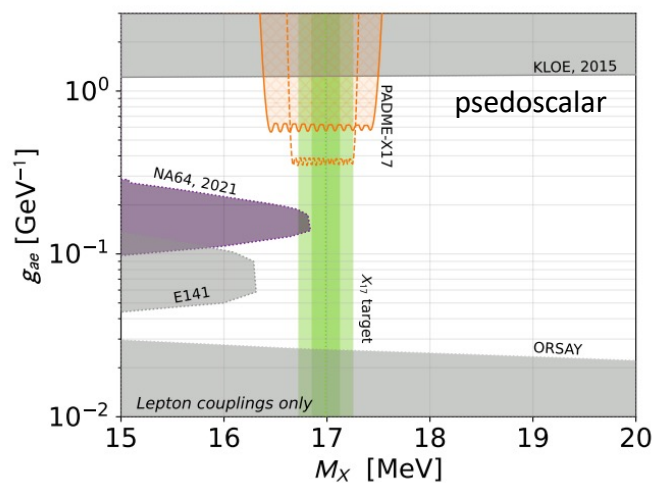 KLOE, 2015
10⁰
psedoscalar
PADME-X17
NA64, 2021
g_ae [GeV⁻¹]
10⁻¹
E141
X₁₇ target
ORSAY
10⁻²
Lepton couplings only
15 16 17 18 19 20
M_X [MeV]